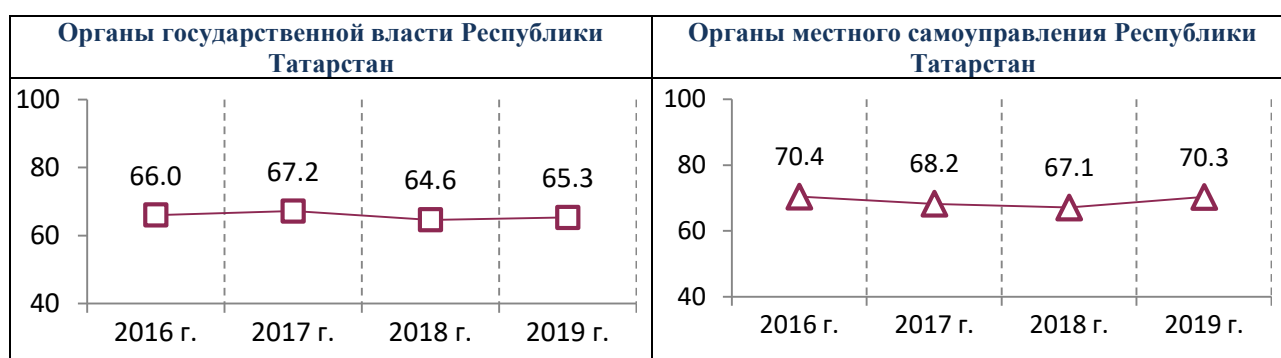 Органы государственной власти Республики
Татарстан
100
80
60
40
66.0
67.2
64.6
65.3
2016 г.
2017 г.
2018 г.
2019 г.
Органы местного самоуправления Республики
Татарстан
100
80
60
40
70.4
68.2
67.1
70.3
2016 г.
2017 г.
2018 г.
2019 г.